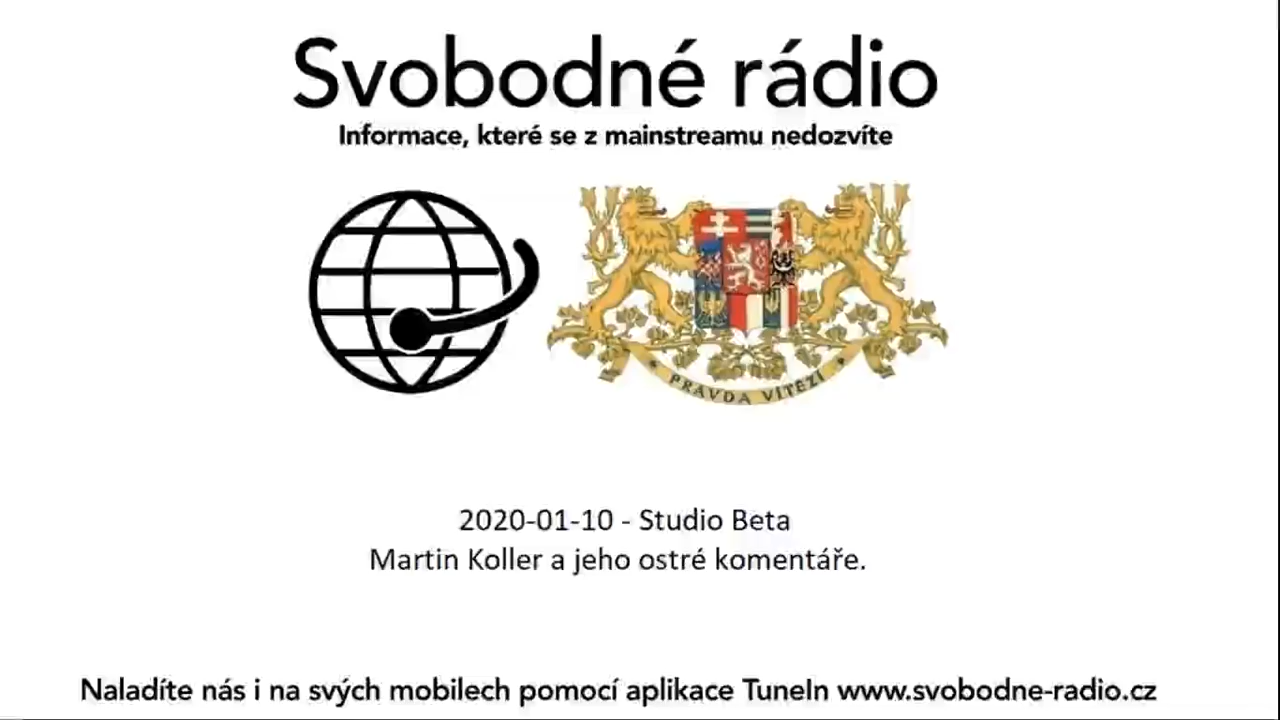 Svobodné rádio
Informace, které se z mainstreamu nedozvíte
PRAVDA VÍTĚZÍ
2020-01-10 - Studio Beta
Martin Koller a jeho ostré komentáře.
Naladíte nás i na svých mobilech pomocí aplikace TuneIn www.svobodne-radio.cz